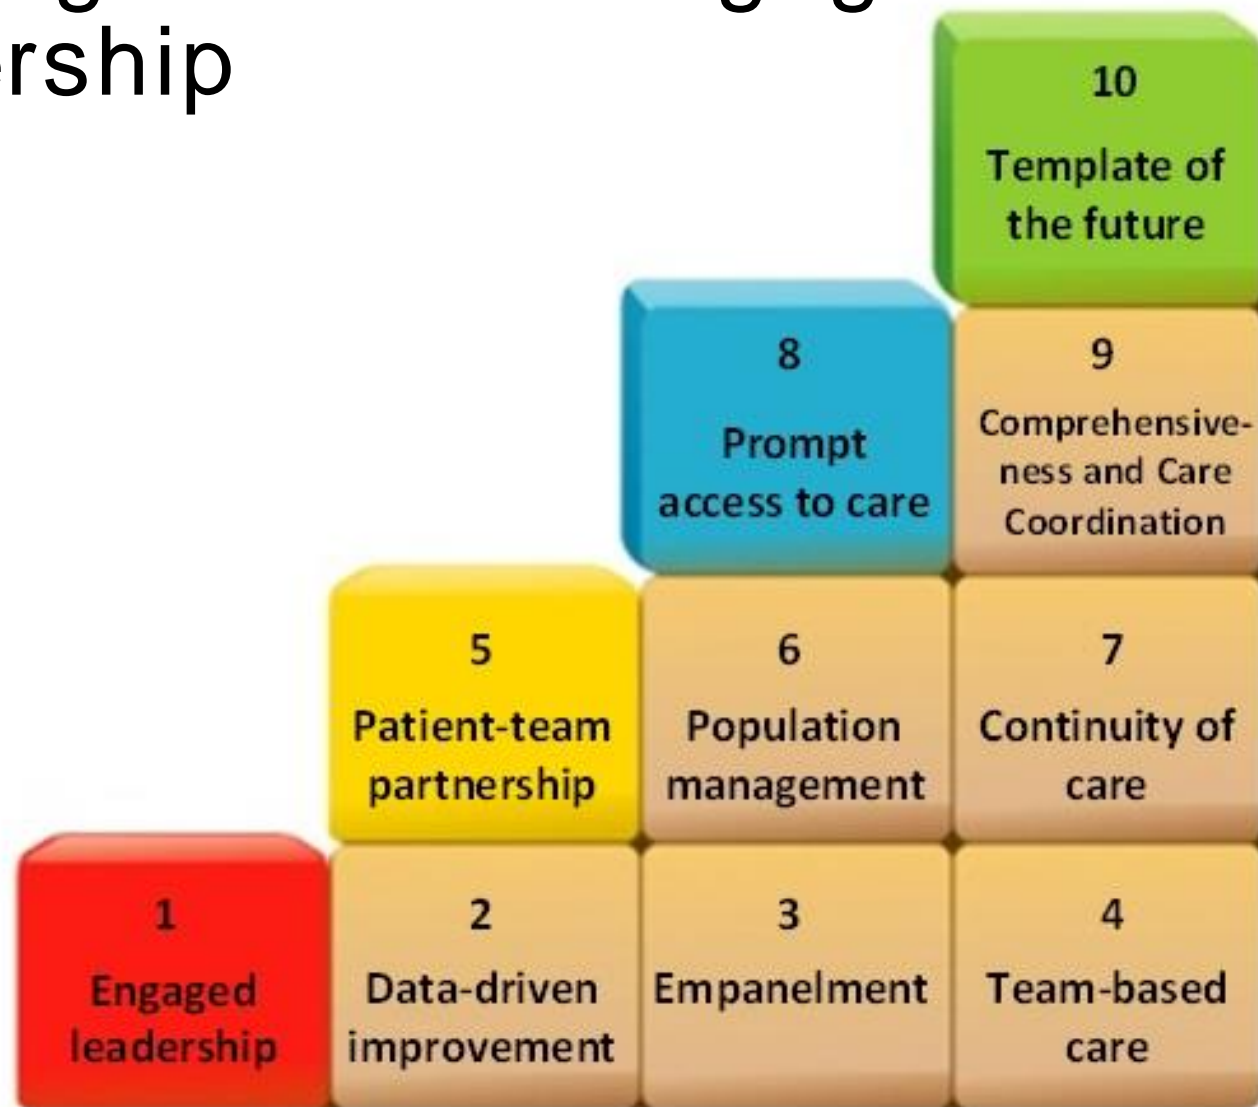 ership
10
Template of
the future
8
Prompt
access to care
9
Comprehensive-
ness and Care
Coordination
5
Patient-team
partnership
6
Population
management
7
Continuity of
care
1
Engaged
leadership
2
Data-driven
improvement
3
Empanelment
4
Team-based
care